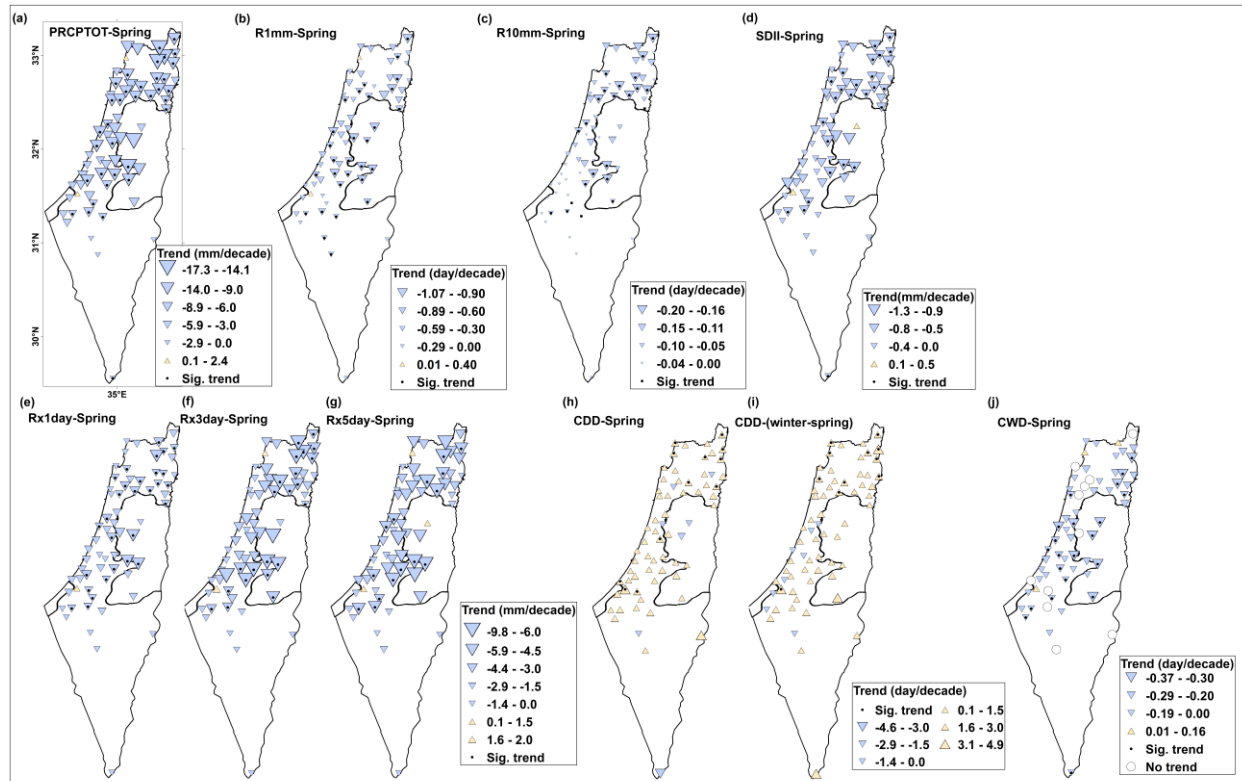 (a)
PRCPTOT-Spring
33°N
32°N
31°N
30°N
35°E
Trend (mm/decade)
-17.3 - -14.1
-14.0 - -9.0
-8.9 - -6.0
-5.9 - -3.0
-2.9 - 0.0
0.1 - 2.4
Sig. trend
(b)
R1mm-Spring
Trend (day/decade)
-1.07 - -0.90
-0.89 - -0.60
-0.59 - -0.30
-0.29 - 0.00
0.01 - 0.40
Sig. trend
(c)
R10mm-Spring
Trend (day/decade)
-0.20 - -0.16
-0.15 - -0.11
-0.10 - -0.05
-0.04 - 0.00
Sig. trend
(d)
SDII-Spring
Trend(mm/decade)
-1.3 - -0.9
-0.8 - -0.5
-0.4 - 0.0
0.1 - 0.5
Sig. trend
(e)
Rx1day-Spring
(f)
Rx3day-Spring
(g)
Rx5day-Spring
Trend (mm/decade)
-9.8 - -6.0
-5.9 - -4.5
-4.4 - -3.0
-2.9 - -1.5
-1.4 - 0.0
0.1 - 1.5
1.6 - 2.0
Sig. trend
(h)
CDD-Spring
(i)
CDD-(winter-spring)
Trend (day/decade)
Sig. trend 0.1 - 1.5
-4.6 - -3.0 1.6 - 3.0
-2.9 - -1.5 3.1 - 4.9
-1.4 - 0.0
(j)
CWD-Spring
Trend (day/decade)
-0.37 - -0.30
-0.29 - -0.20
-0.19 - 0.00
0.01 - 0.16
Sig. trend
No trend